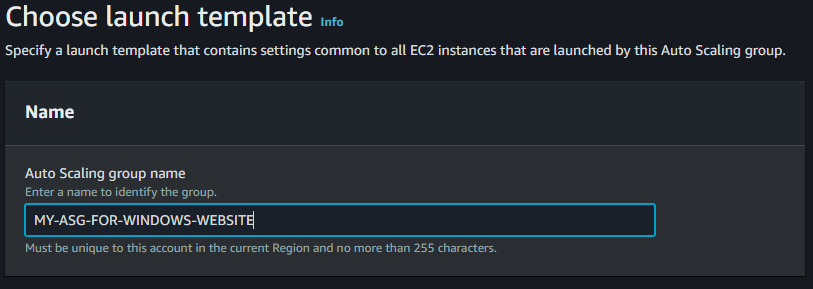 Choose launch template Info
Specify a launch template that contains settings common to all EC2 instances that are launched by this Auto Scaling group.
Name
Auto Scaling group name
Enter a name to identify the group.
MY-ASG-FOR-WINDOWS-WEBSITE
Must be unique to this account in the current Region and no more than 255 characters.